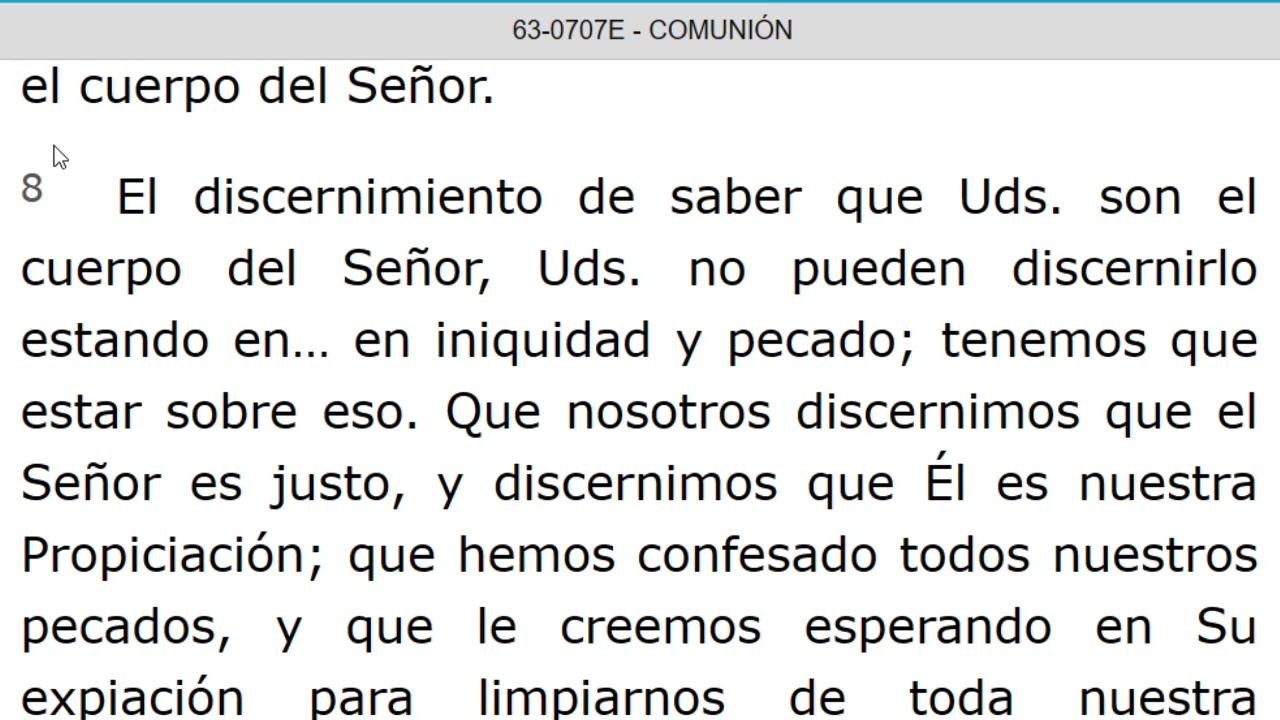 63-0707E - COMUNIÓN
el cuerpo del Señor.
8 El discernimiento de saber que Uds. son el
cuerpo del Señor, Uds. no pueden discernirlo
estando en... en iniquidad y pecado; tenemos que
estar sobre eso. Que nosotros discernimos que el
Señor es justo, y discernimos que Él es nuestra
Propiciación; que hemos confesado todos nuestros
pecados, y que le creemos esperando en Su
expiación para limpiarnos de toda nuestra